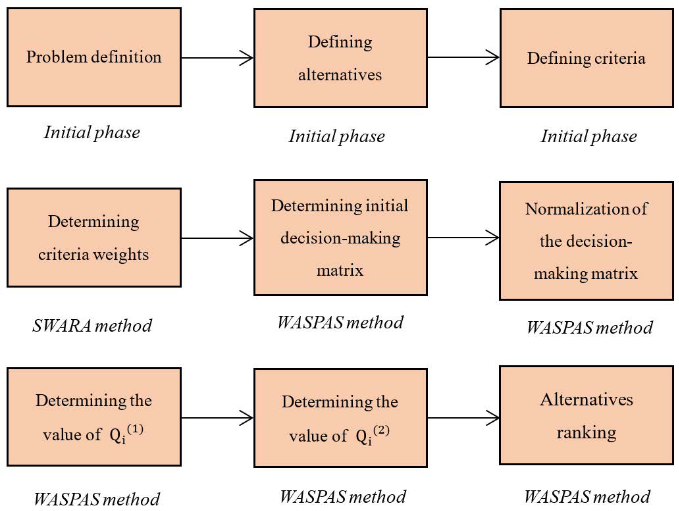 Problem definition
Defining
alternatives
Defining criteria
Initial phase
Initial phase
Initial phase
Determining
criteria weights
Determining initial
decision-making
matrix
Normalization of
the decision-
making matrix
SWARA method
WASPAS method
WASPAS method
Determining the
value of Qᵢ⁽¹⁾
Determining the
value of Qᵢ⁽²⁾
Alternatives
ranking
WASPAS method
WASPAS method
WASPAS method